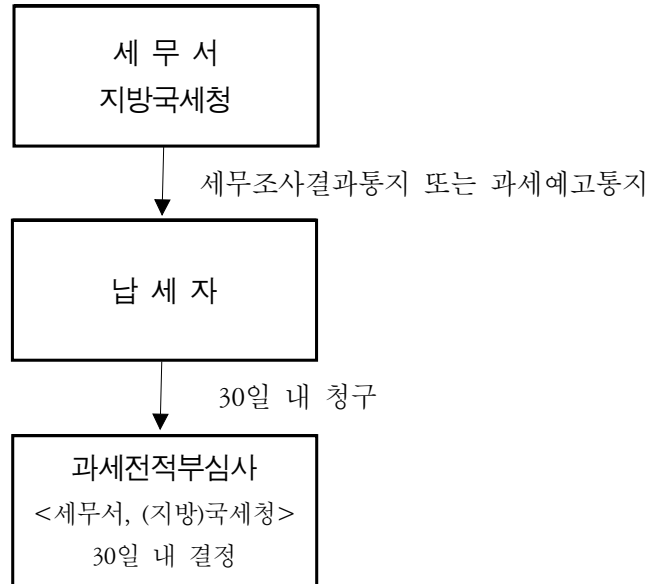 세 무 서
지방국세청
세무조사결과통지 또는 과세예고통지
납 세 자
30일 내 청구
과세전적부심사
<세무서, (지방)국세청>
30일 내 결정